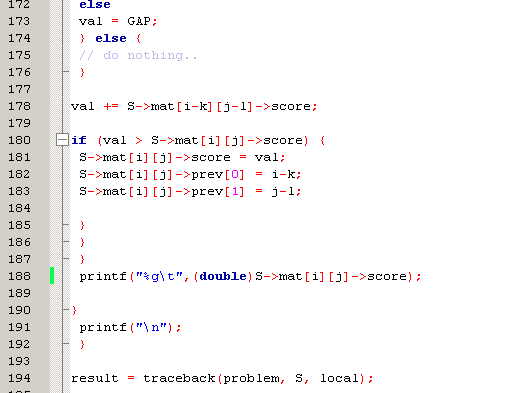 172 else
173 val = GAP;
174 } else {
175 // do nothing..
176 }
177
178 val += S->mat[i-k][j-l]->score;
179
180 if (val > S->mat[i][j]->score) {
181 S->mat[i][j]->score = val;
182 S->mat[i][j]->prev[0] = i-k;
183 S->mat[i][j]->prev[1] = j-l;
184
185 }
186 }
187 }
188 printf("%g\t",(double)S->mat[i][j]->score);
189
190 }
191 printf("\n");
192 }
193
194 result = traceback(problem, S, local);